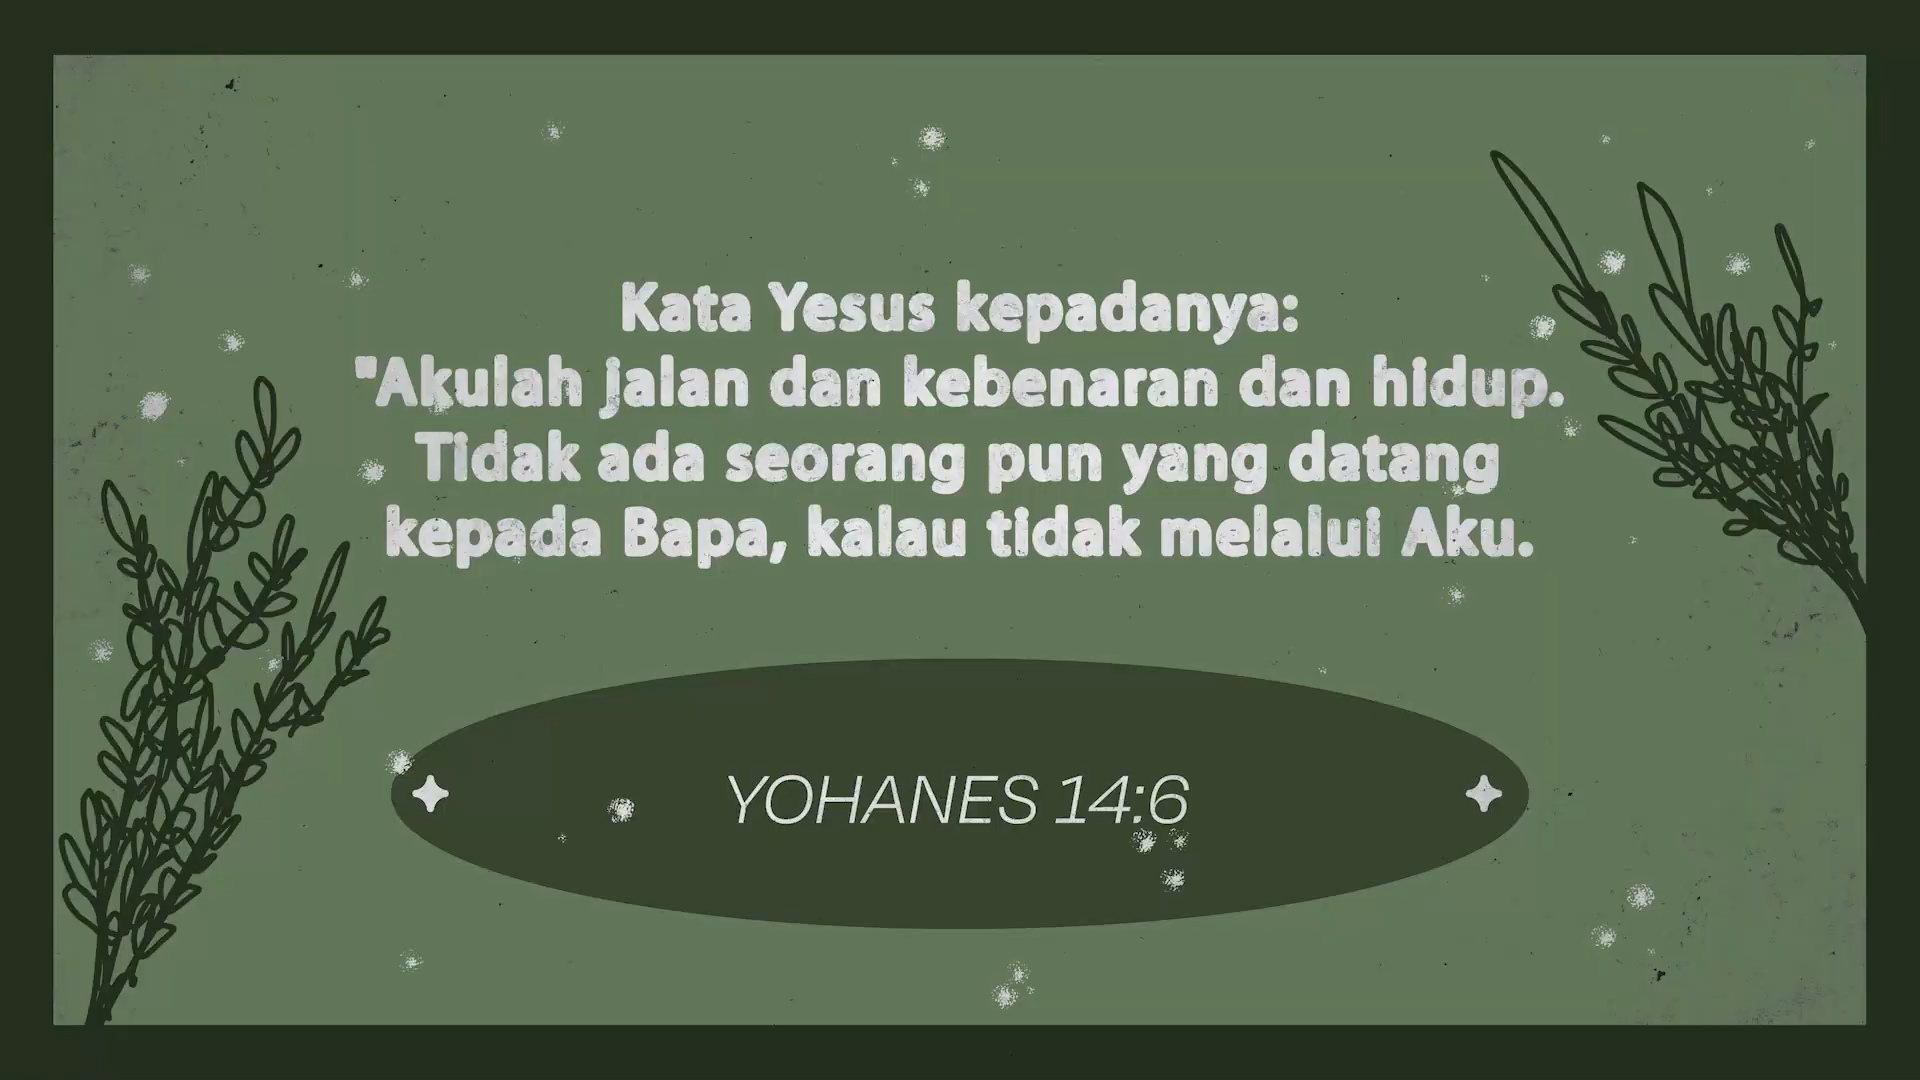 Kata Yesus kepadanya:
"Akulah jalan dan kebenaran dan hidup.
Tidak ada seorang pun yang datang
kepada Bapa, kalau tidak melalui Aku.
YOHANES 14:6